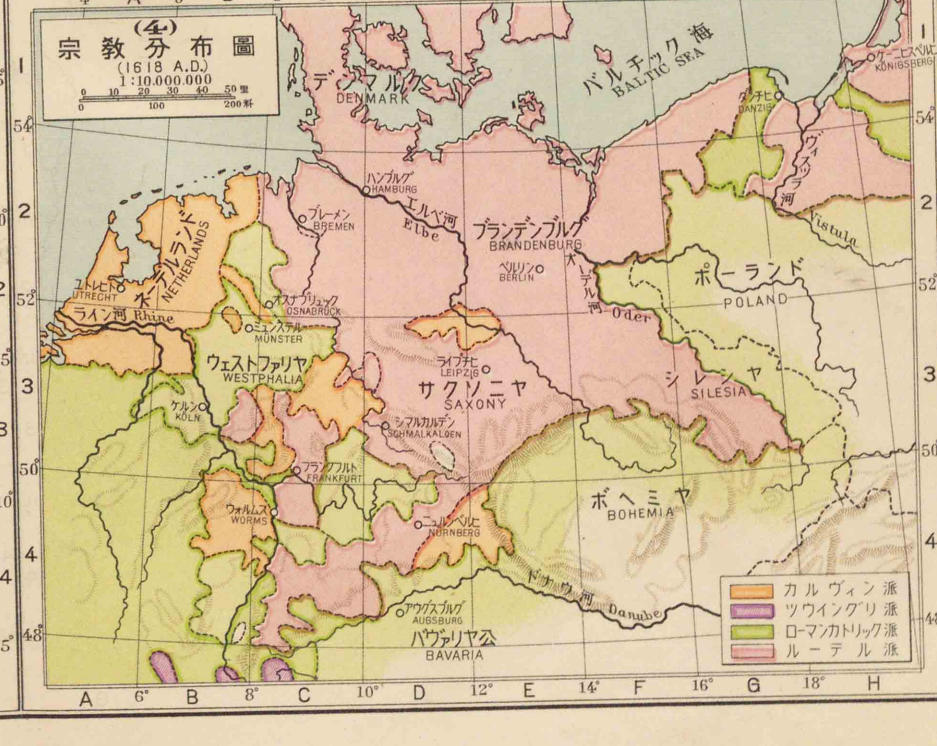 (4)
宗教分布圖
(1618 A.D.)
1:10.000.000
0 10 20 30 40 50 里
0 100 200 粁
デンマルク
DENMARK
バルチック海
BALTIC SEA
ケーニヒスベルヒ
KÖNIGSBERG
ダンチヒ
DANZIG
ヴィスツラ河
Vistula
ハンブルグ
HAMBURG
エルベ河
Elbe
ブレーメン
BREMEN
ブランデンブルグ
BRANDENBURG
ベルリン
BERLIN
オーデル河 Oder
ポーランド
POLAND
ネーデルランド
NETHERLANDS
ユトレヒト
UTRECHT
ライン河 Rhine
オスナブリュック
OSNABRÜCK
ミュンステル
MÜNSTER
ウェストファリヤ
WESTPHALIA
ライプチヒ
LEIPZIG
サクソニヤ
SAXONY
シレジヤ
SILESIA
ケルン
KÖLN
シマルカルデン
SCHMALKALDEN
フランクフルト
FRANKFURT
ウォルムス
WORMS
ニュルンベルヒ
NÜRNBERG
ボヘミヤ
BOHEMIA
ドナウ河 Danube
アウグスブルグ
AUGSBURG
バヴァリヤ公
BAVARIA
カルヴィン派
ツウイングリ派
ローマンカトリック派
ルーテル派
1
2
3
4
1
2
3
4
54°
52°
50°
48°
54°
52°
50°
48°
A 6° B 8° C 10° D 12° E 14° F 16° G 18° H